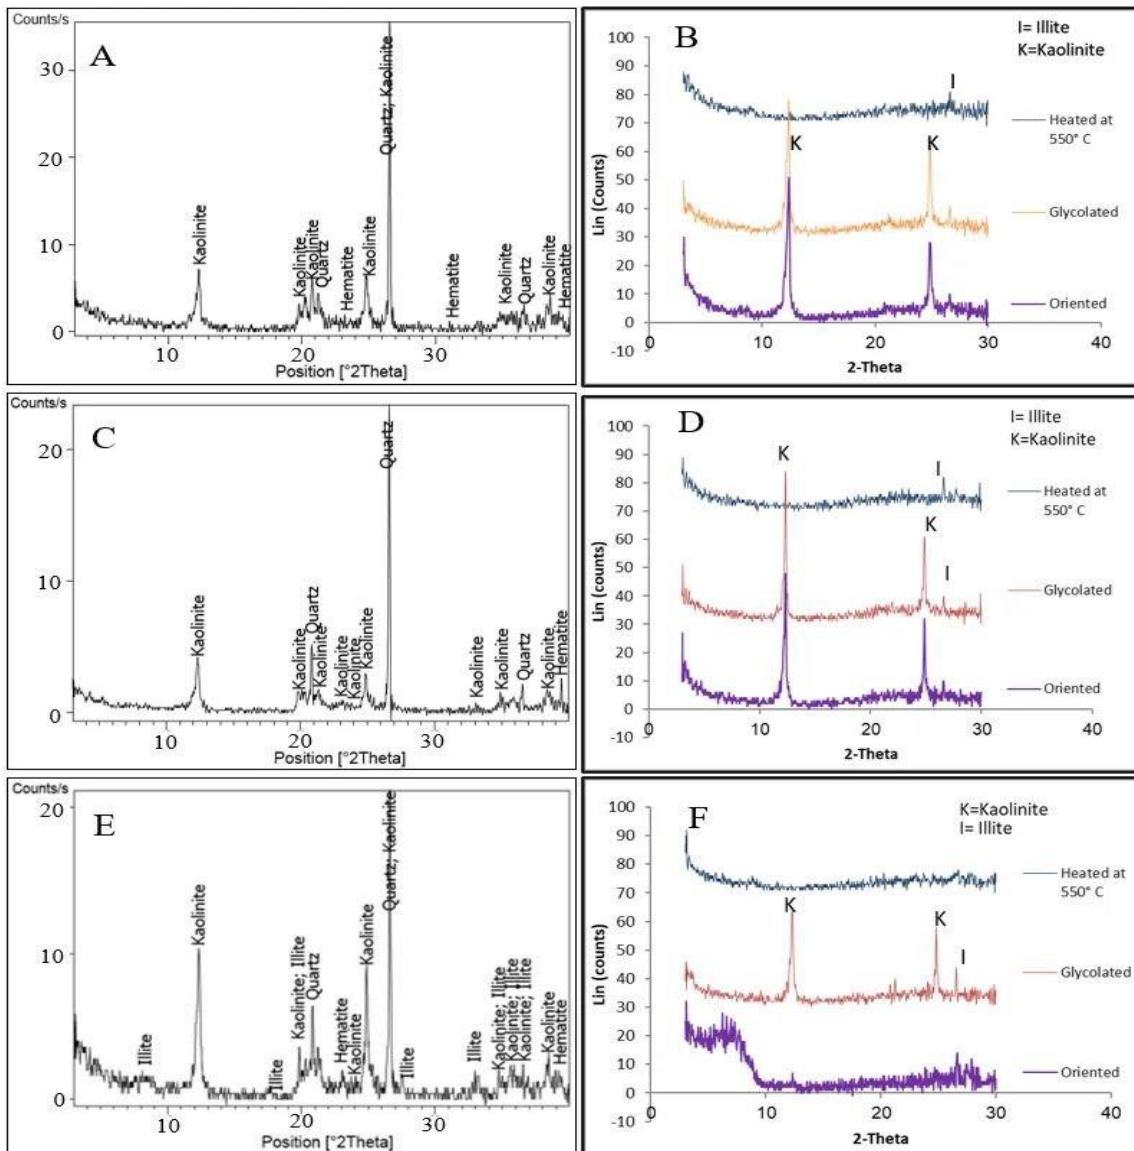 Counts/s
A
30
20
10
0
Kaolinite
Kaolinite
Kaolinite
Quartz
Hematite
Kaolinite
Quartz; Kaolinite
Hematite
Kaolinite
Quartz
Kaolinite
Hematite
10
20
30
Position [°2Theta]
B
I= Illite
K=Kaolinite
100
90
80
70
60
50
40
30
20
10
0
-10
Lin (Counts)
I
K
K
Heated at
550° C
Glycolated
Oriented
0
10
20
30
40
2-Theta
Counts/s
C
20
10
0
Kaolinite
Kaolinite
Quartz
Kaolinite
Kaolinite
Kaolinite
Kaolinite
Quartz
Kaolinite
Kaolinite
Quartz
Kaolinite
Hematite
10
20
30
Position [°2Theta]
D
I= Illite
K=Kaolinite
100
90
80
70
60
50
40
30
20
10
0
-10
Lin (counts)
K
I
K
I
Heated at
550° C
Glycolated
Oriented
0
10
20
30
40
2-Theta
Counts/s
E
20
10
0
Illite
Kaolinite
Illite
Kaolinite; Illite
Quartz
Hematite
Kaolinite
Kaolinite
Quartz; Kaolinite
Illite
Illite
Kaolinite; Illite
Kaolinite; Illite
Kaolinite; Illite
Kaolinite
Hematite
10
20
30
Position [°2Theta]
F
K=Kaolinite
I= Illite
100
90
80
70
60
50
40
30
20
10
0
-10
Lin (counts)
K
K
I
Heated at
550° C
Glycolated
Oriented
0
10
20
30
40
2-Theta